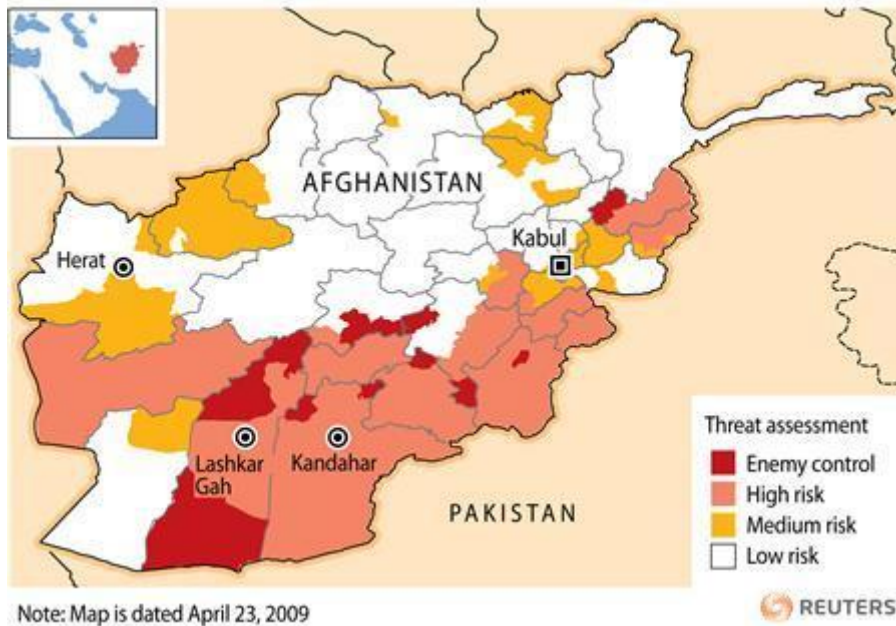 AFGHANISTAN
Kabul
Herat
Lashkar
Gah
Kandahar
PAKISTAN
Threat assessment
Enemy control
High risk
Medium risk
Low risk
Note: Map is dated April 23, 2009
REUTERS